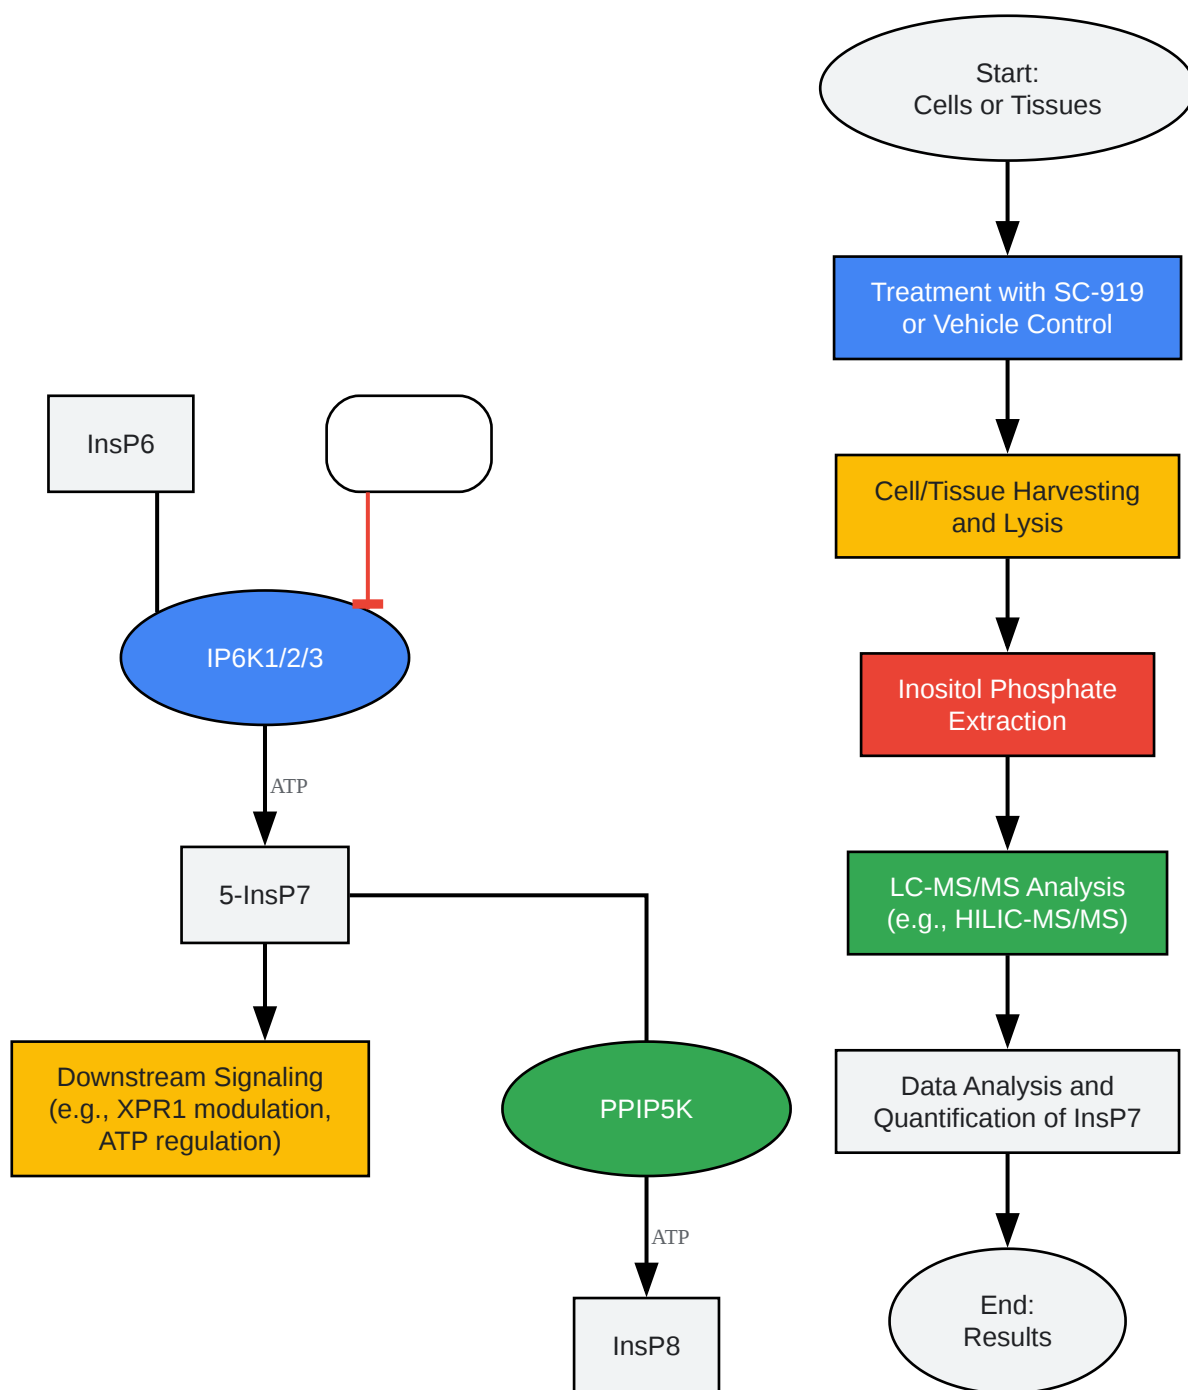 InsP6
IP6K1/2/3
ATP
5-InsP7
Downstream Signaling
(e.g., XPR1 modulation,
ATP regulation)
PPIP5K
ATP
InsP8
Start:
Cells or Tissues
Treatment with SC-919
or Vehicle Control
Cell/Tissue Harvesting
and Lysis
Inositol Phosphate
Extraction
LC-MS/MS Analysis
(e.g., HILIC-MS/MS)
Data Analysis and
Quantification of InsP7
End:
Results